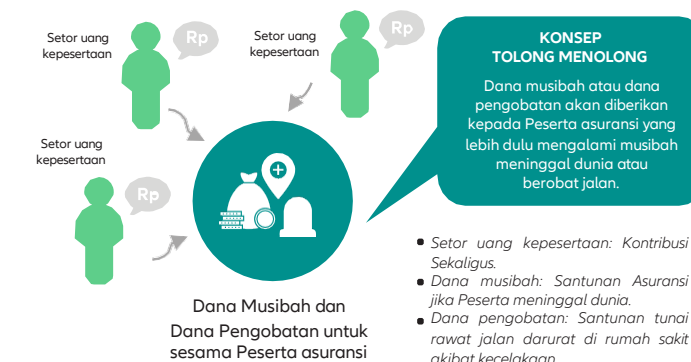 Setor uang
kepesertaan
Rp
Setor uang
kepesertaan
Rp
Setor uang
kepesertaan
Rp
Dana Musibah dan
Dana Pengobatan untuk
sesama Peserta asuransi
KONSEP
TOLONG MENOLONG
Dana musibah atau dana
pengobatan akan diberikan
kepada Peserta asuransi yang
lebih dulu mengalami musibah
meninggal dunia atau
berobat jalan.
• Setor uang kepesertaan: Kontribusi
Sekaligus.
• Dana musibah: Santunan Asuransi
jika Peserta meninggal dunia.
• Dana pengobatan: Santunan tunai
rawat jalan darurat di rumah sakit
akibat kecelakaan.